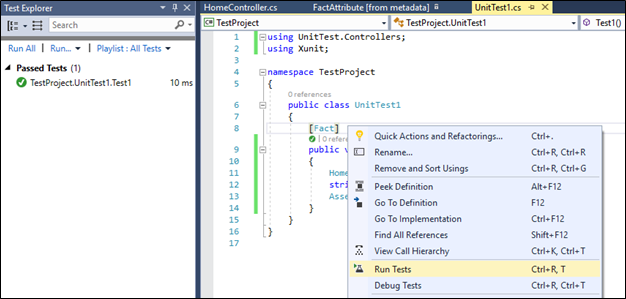 Test Explorer
Run All | Run... | Playlist : All Tests
Passed Tests (1)
TestProject.UnitTest1.Test1 10 ms
HomeController.cs FactAttribute [from metadata] UnitTest1.cs
TestProject TestProject.UnitTest1 Test1()
1 using UnitTest.Controllers;
2 using Xunit;
3
4 namespace TestProject
5 {
0 references
6 public class UnitTest1
7 {
8 [Fact]
| 0 refere
9 public v
10 {
11 Home
12 stri
13 Asse
14 }
15 }
16 }
17
Quick Actions and Refactorings... Ctrl+.
Rename... Ctrl+R, Ctrl+R
Remove and Sort Usings Ctrl+R, Ctrl+G
Peek Definition Alt+F12
Go To Definition F12
Go To Implementation Ctrl+F12
Find All References Shift+F12
View Call Hierarchy Ctrl+K, Ctrl+T
Run Tests Ctrl+R, T
Debug Tests Ctrl+R, Ctrl+T